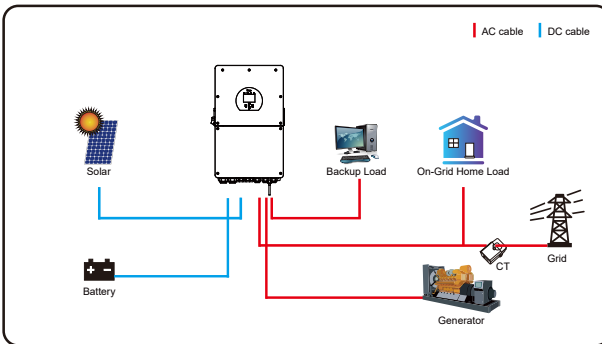 AC cable
DC cable
Solar
Backup Load
On-Grid Home Load
CT
Grid
Battery
Generator